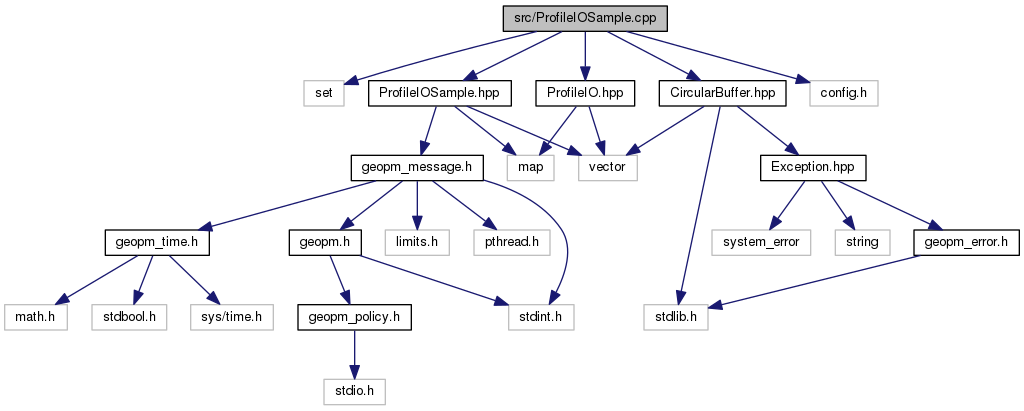 src/ProfileIOSample.cpp
set
ProfileIOSample.hpp
ProfileIO.hpp
CircularBuffer.hpp
config.h
geopm_message.h
map
vector
Exception.hpp
geopm_time.h
geopm.h
limits.h
pthread.h
system_error
string
geopm_error.h
math.h
stdbool.h
sys/time.h
geopm_policy.h
stdint.h
stdlib.h
stdio.h